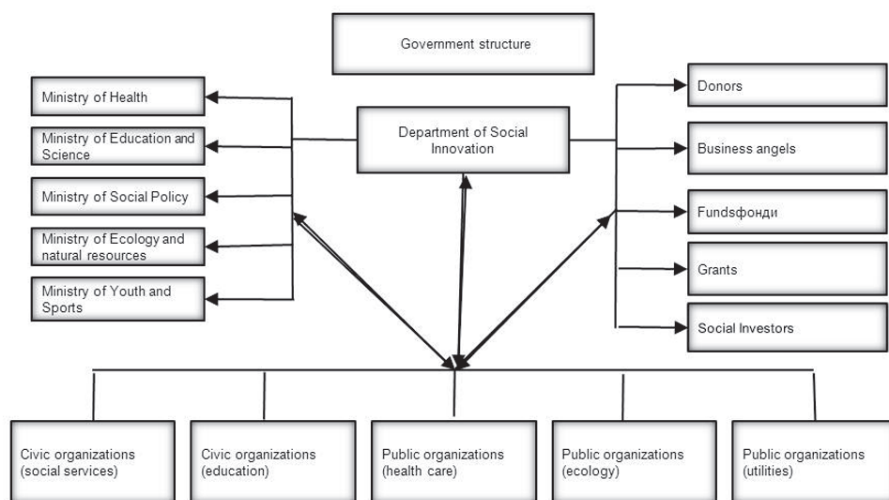 Government structure
Ministry of Health
Ministry of Education and
Science
Ministry of Social Policy
Ministry of Ecology and
natural resources
Ministry of Youth and
Sports
Department of Social
Innovation
Donors
Business angels
Fundsфонди
Grants
Social Investors
Civic organizations
(social services)
Civic organizations
(education)
Public organizations
(health care)
Public organizations
(ecology)
Public organizations
(utilities)